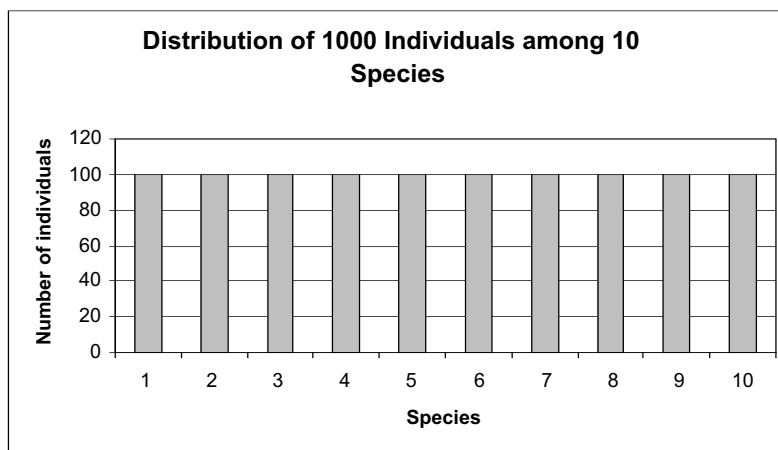 Distribution of 1000 Individuals among 10
Species
Number of individuals
120
100
80
60
40
20
0
1 2 3 4 5 6 7 8 9 10
Species